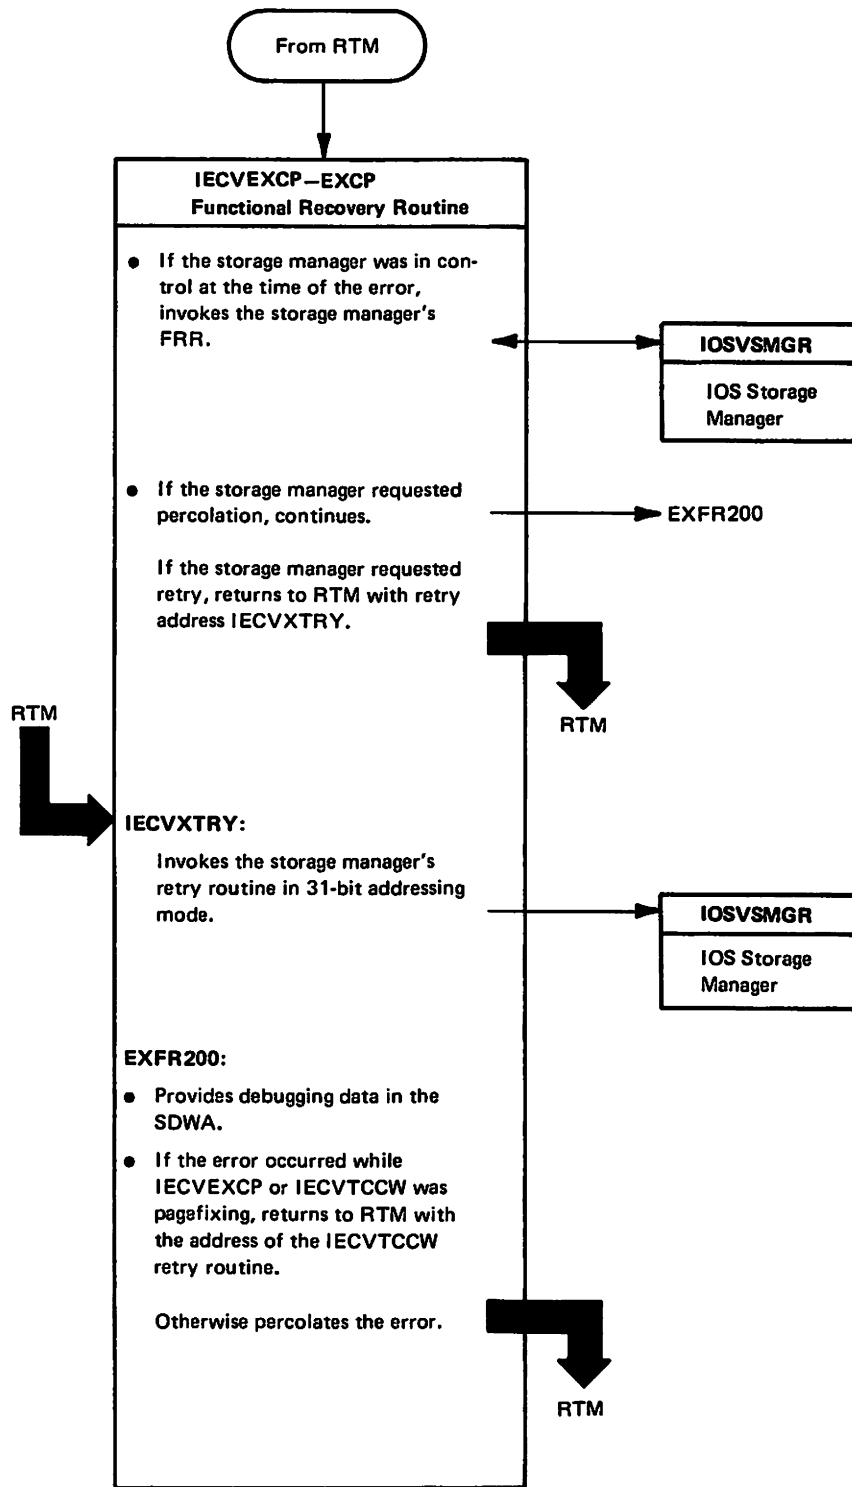 From RTM
IECVEXCP—EXCP
Functional Recovery Routine
● If the storage manager was in con-
trol at the time of the error,
invokes the storage manager's
FRR.
IOSVSMGR
IOS Storage
Manager
● If the storage manager requested
percolation, continues.
EXFR200
If the storage manager requested
retry, returns to RTM with retry
address IECVXTRY.
RTM
RTM
IECVXTRY:
Invokes the storage manager's
retry routine in 31-bit addressing
mode.
IOSVSMGR
IOS Storage
Manager
EXFR200:
● Provides debugging data in the
SDWA.
● If the error occurred while
IECVEXCP or IECVTCCW was
pagefixing, returns to RTM with
the address of the IECVTCCW
retry routine.
Otherwise percolates the error.
RTM